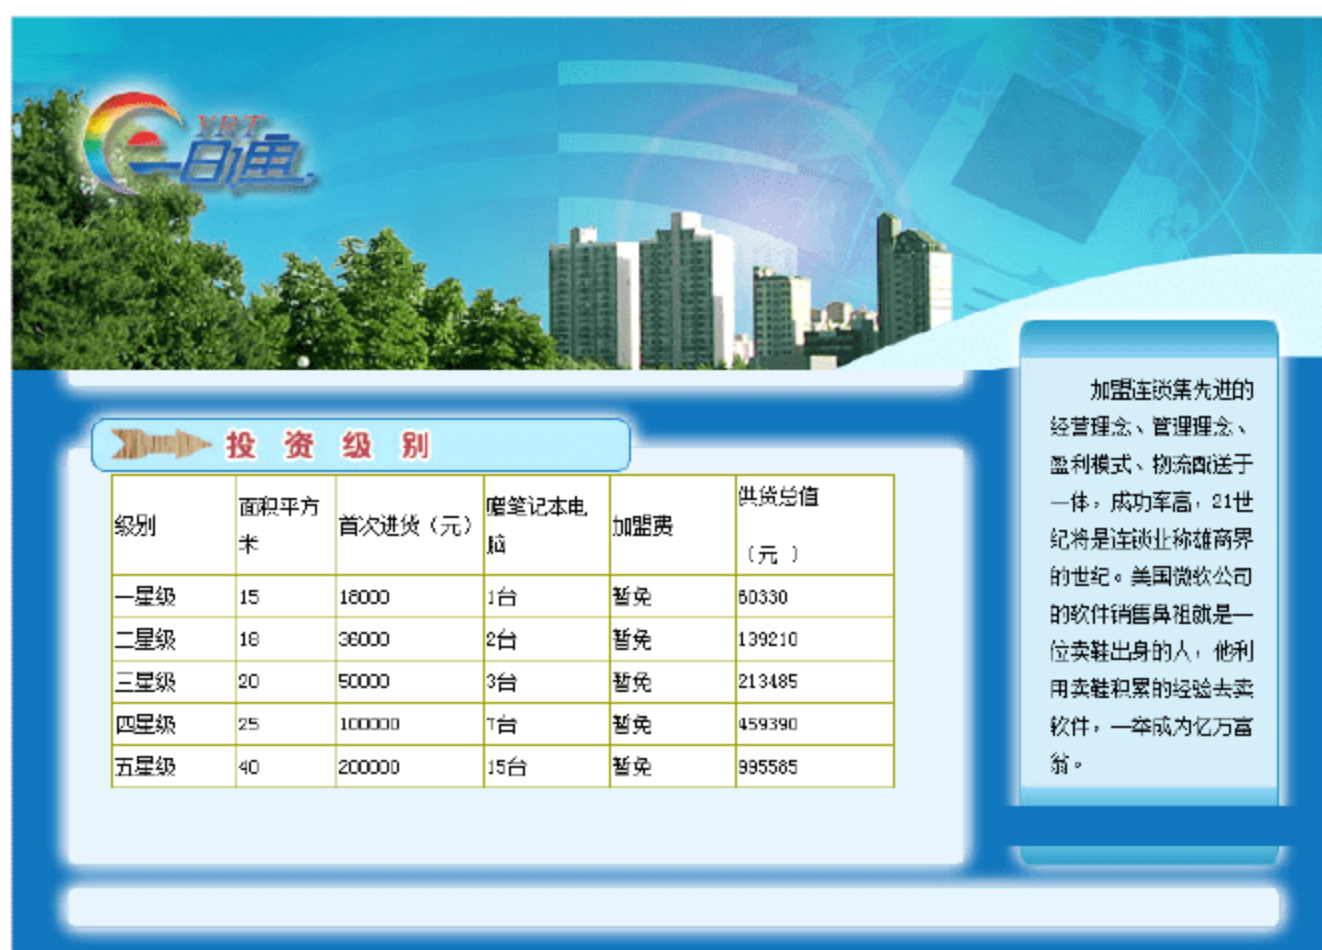 YRT
一日通
加盟连锁集先进的
经营理念、管理理念、
盈利模式、物流配送于
一体，成功率高，21世
纪将是连锁业称雄商界
的世纪。美国微软公司
的软件销售鼻祖就是一
位卖鞋出身的人，他利
用卖鞋积累的经验去卖
软件，一举成为亿万富
翁。
投 资 级 别
级别 面积平方米 首次进货（元） 赠笔记本电脑 加盟费 供货总值（元 ）
一星级 15 18000 1台 暂免 60330
二星级 18 36000 2台 暂免 139210
三星级 20 50000 3台 暂免 213485
四星级 25 100000 7台 暂免 459390
五星级 40 200000 15台 暂免 995585